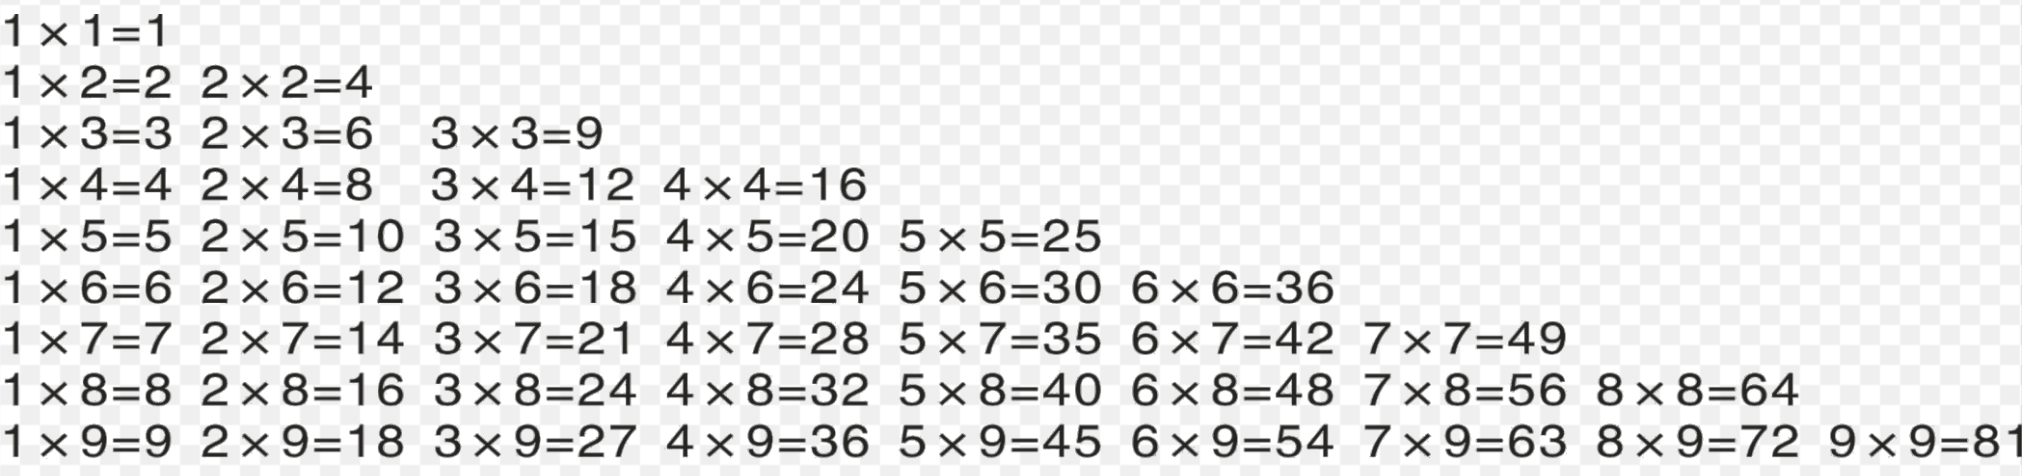 1×1=1
1×2=2 2×2=4
1×3=3 2×3=6 3×3=9
1×4=4 2×4=8 3×4=12 4×4=16
1×5=5 2×5=10 3×5=15 4×5=20 5×5=25
1×6=6 2×6=12 3×6=18 4×6=24 5×6=30 6×6=36
1×7=7 2×7=14 3×7=21 4×7=28 5×7=35 6×7=42 7×7=49
1×8=8 2×8=16 3×8=24 4×8=32 5×8=40 6×8=48 7×8=56 8×8=64
1×9=9 2×9=18 3×9=27 4×9=36 5×9=45 6×9=54 7×9=63 8×9=72 9×9=81